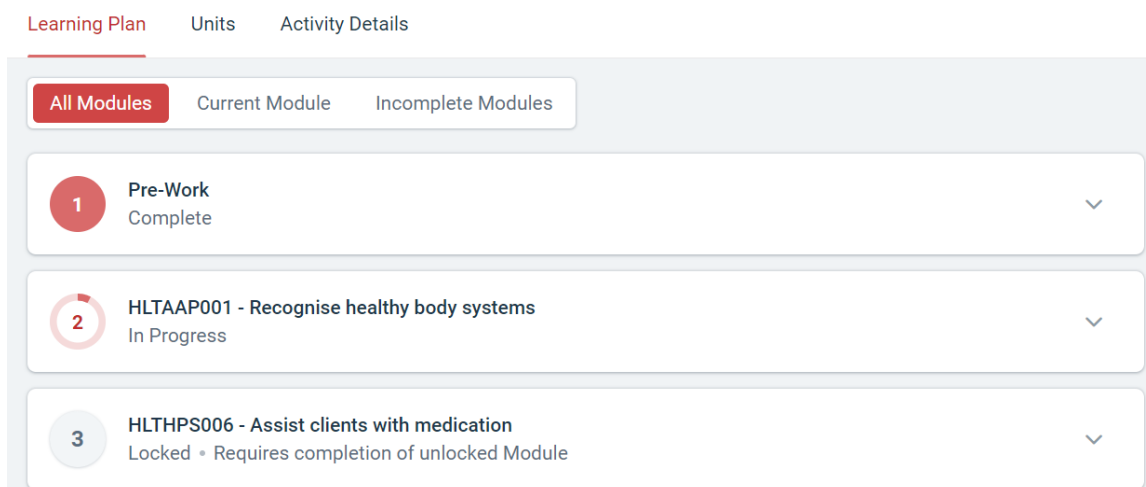 Learning Plan Units Activity Details
All Modules Current Module Incomplete Modules
1
Pre-Work
Complete
2
HLTAAP001 - Recognise healthy body systems
In Progress
3
HLTHPS006 - Assist clients with medication
Locked • Requires completion of unlocked Module